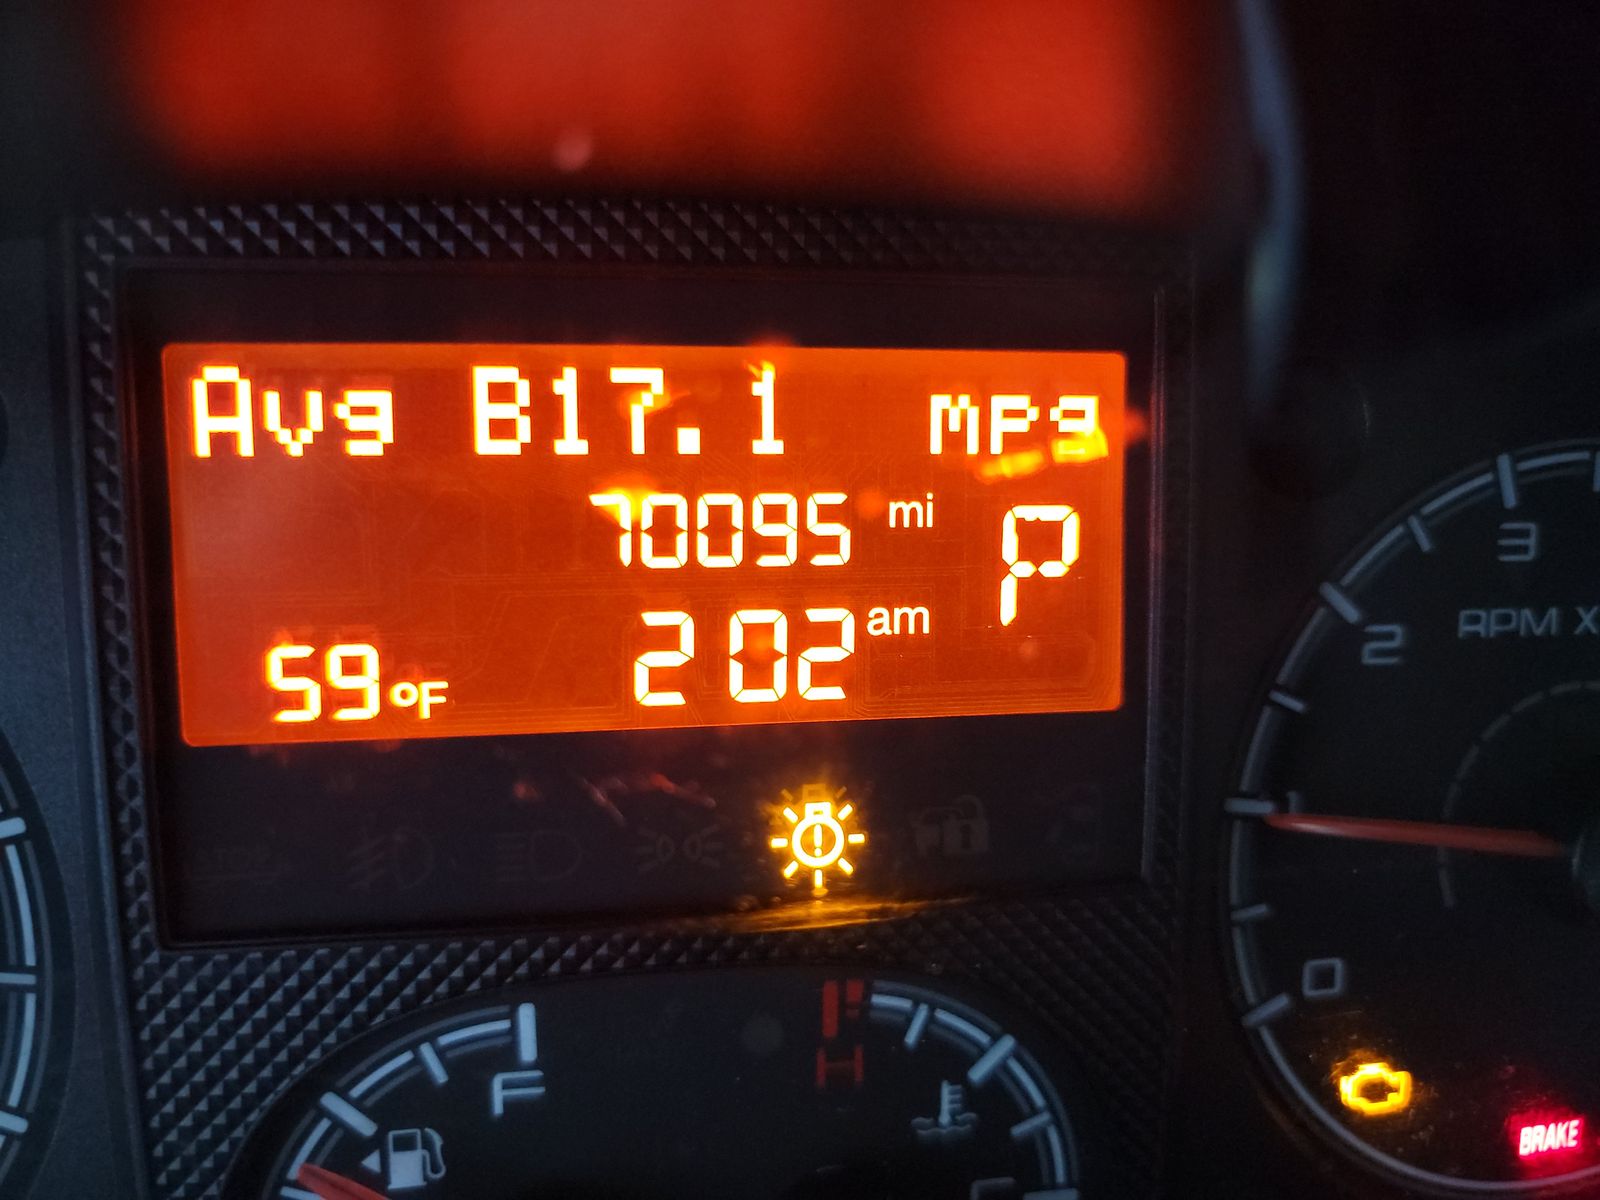 Avg B17.1 mpg
70095 mi
P
59°F 2 02 am
3
2
RPM X
1
0
F
H
BRAKE